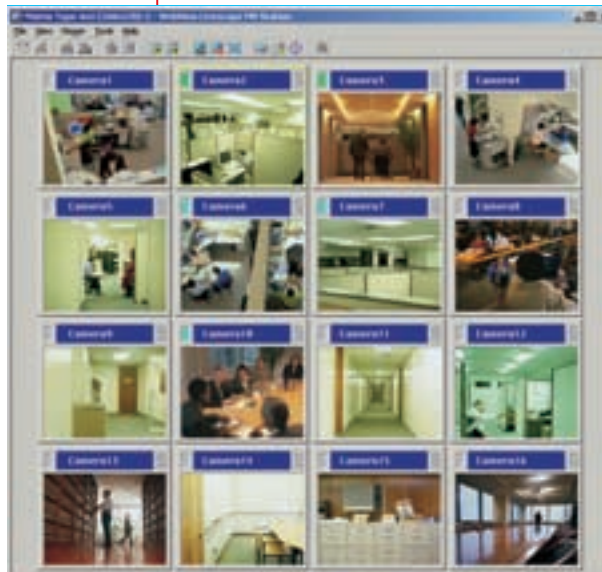 File View Viewer Tools Help
Camera1 Camera2 Camera3 Camera4
Camera5 Camera6 Camera7 Camera8
Camera9 Camera10 Camera11 Camera12
Camera13 Camera14 Camera15 Camera16